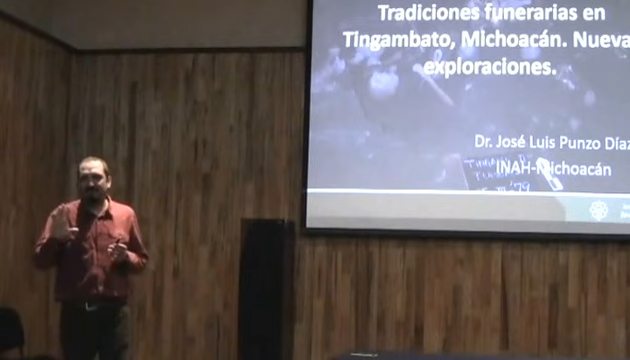 Tradiciones funerarias en
Tingambato, Michoacán. Nueva
exploraciones.
Dr. José Luis Punzo Díaz
INAH-Michoacán